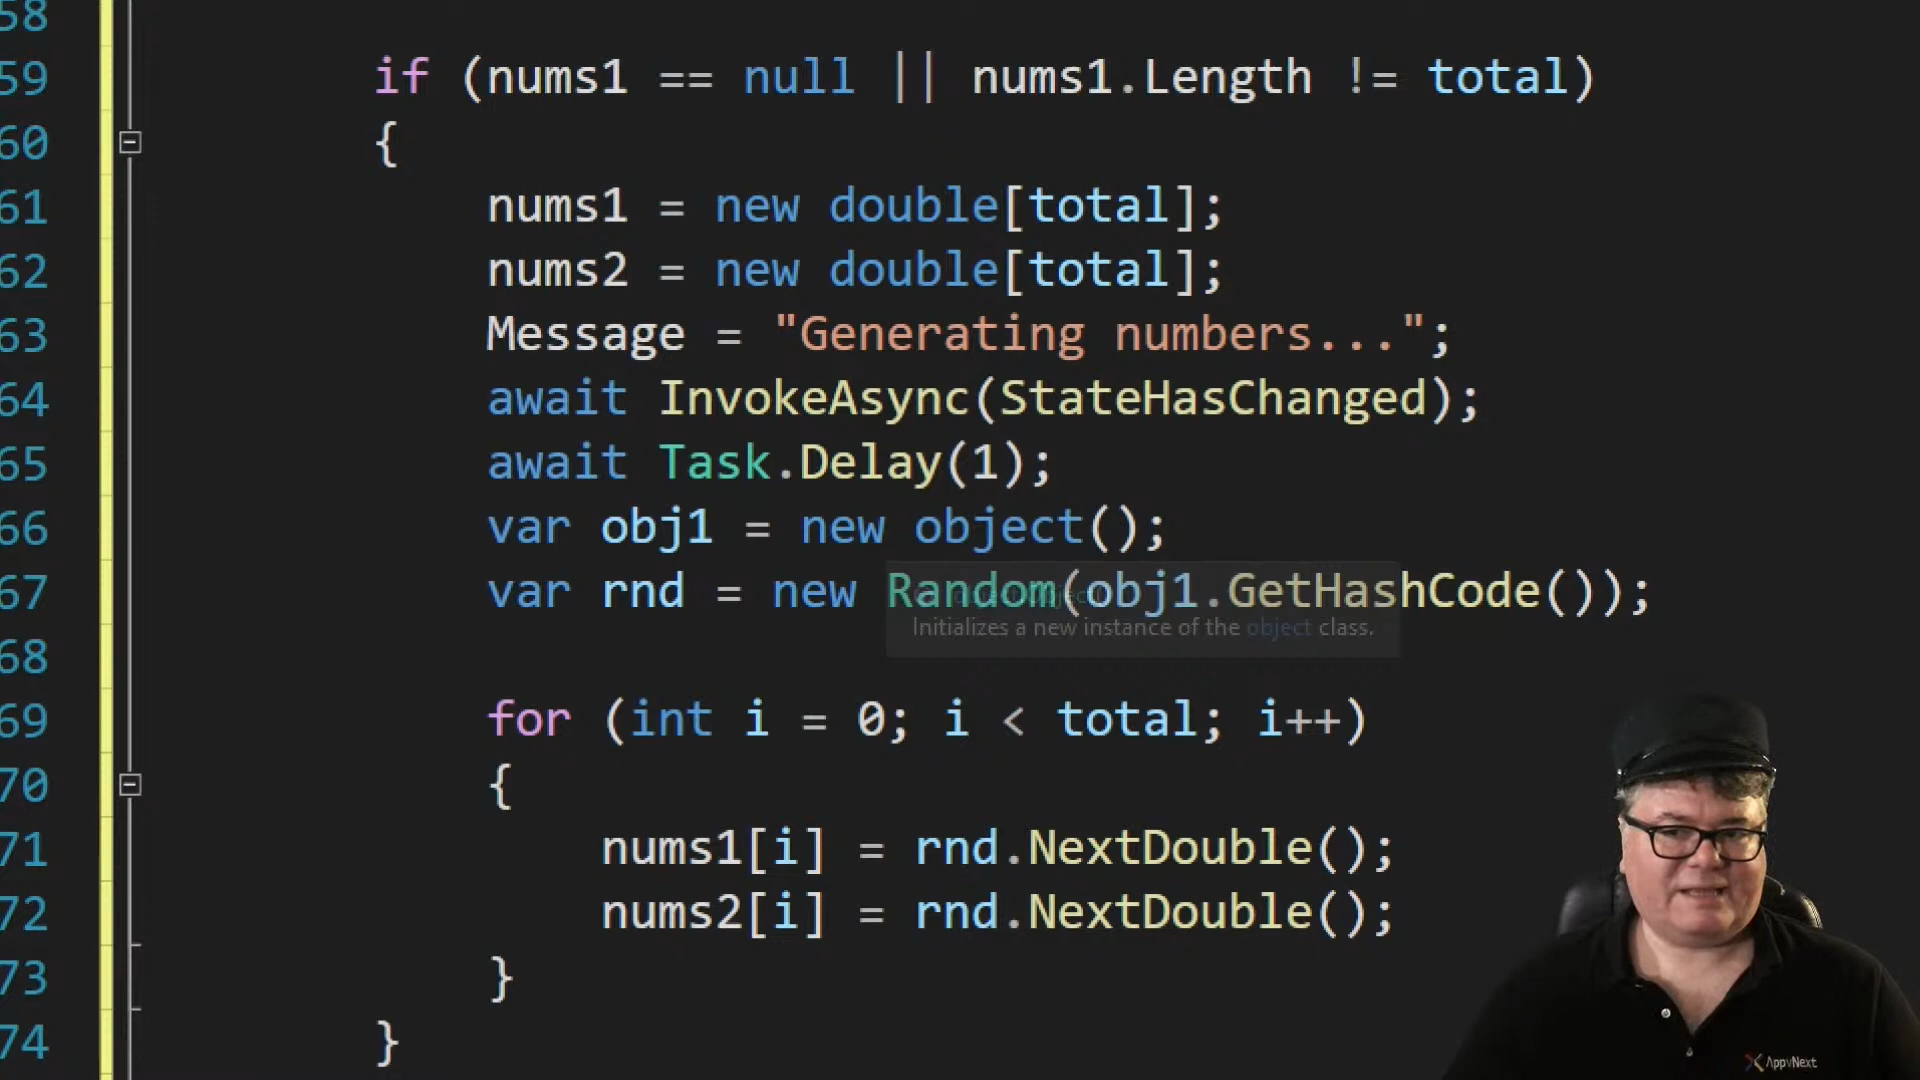 58
59 if (nums1 == null || nums1.Length != total)
60 {
61 nums1 = new double[total];
62 nums2 = new double[total];
63 Message = "Generating numbers...";
64 await InvokeAsync(StateHasChanged);
65 await Task.Delay(1);
66 var obj1 = new object();
67 var rnd = new Random(obj1.GetHashCode());
Initializes a new instance of the object class.
68
69 for (int i = 0; i < total; i++)
70 {
71 nums1[i] = rnd.NextDouble();
72 nums2[i] = rnd.NextDouble();
73 }
74 }
AppvNext